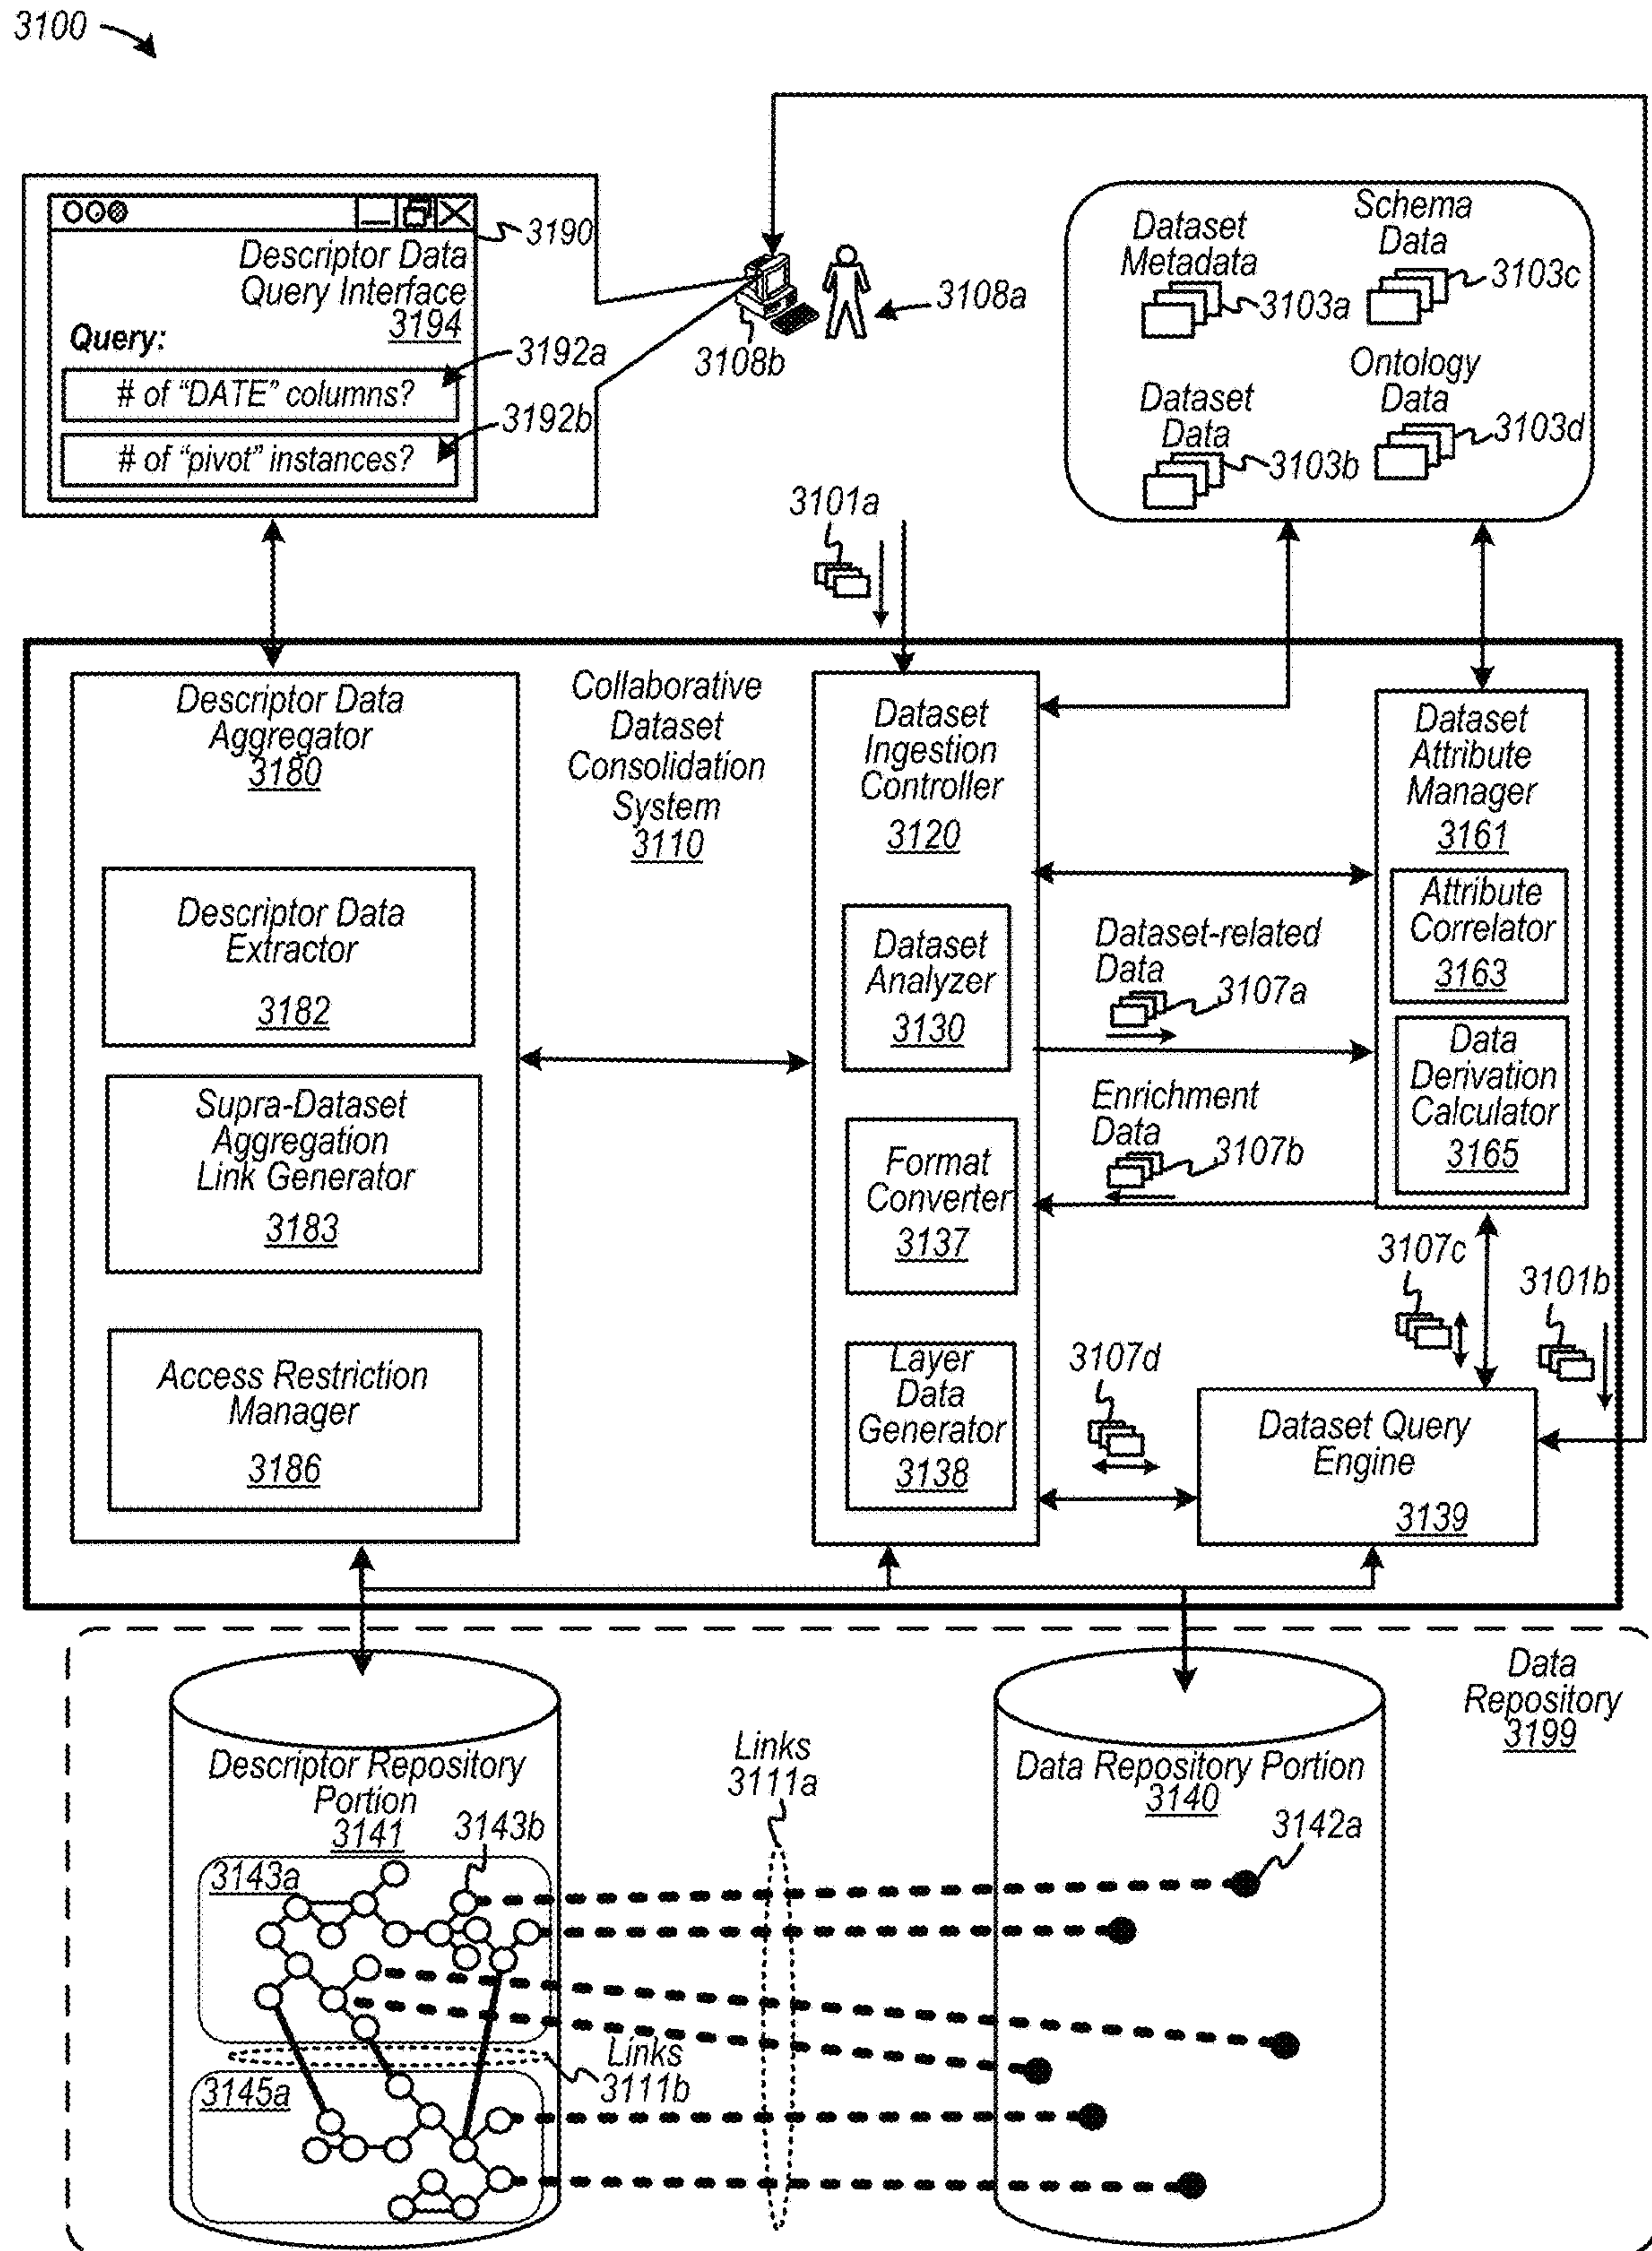 3100
3190
Descriptor Data
Query Interface
3194
Query:
# of “DATE” columns?
3192a
# of “pivot” instances?
3192b
3108b
3108a
Dataset
Metadata
3103a
Schema
Data
3103c
Dataset
Data
3103b
Ontology
Data
3103d
3101a
Descriptor Data
Aggregator
3180
Descriptor Data
Extractor
3182
Supra-Dataset
Aggregation
Link Generator
3183
Access Restriction
Manager
3186
Collaborative
Dataset
Consolidation
System
3110
Dataset
Ingestion
Controller
3120
Dataset
Analyzer
3130
Format
Converter
3137
Layer
Data
Generator
3138
Dataset-related
Data
3107a
Enrichment
Data
3107b
Dataset
Attribute
Manager
3161
Attribute
Correlator
3163
Data
Derivation
Calculator
3165
3107c
3101b
3107d
Dataset Query
Engine
3139
Data
Repository
3199
Descriptor Repository
Portion
3141
3143b
3143a
Links
3111a
Data Repository Portion
3140
3142a
Links
3111b
3145a